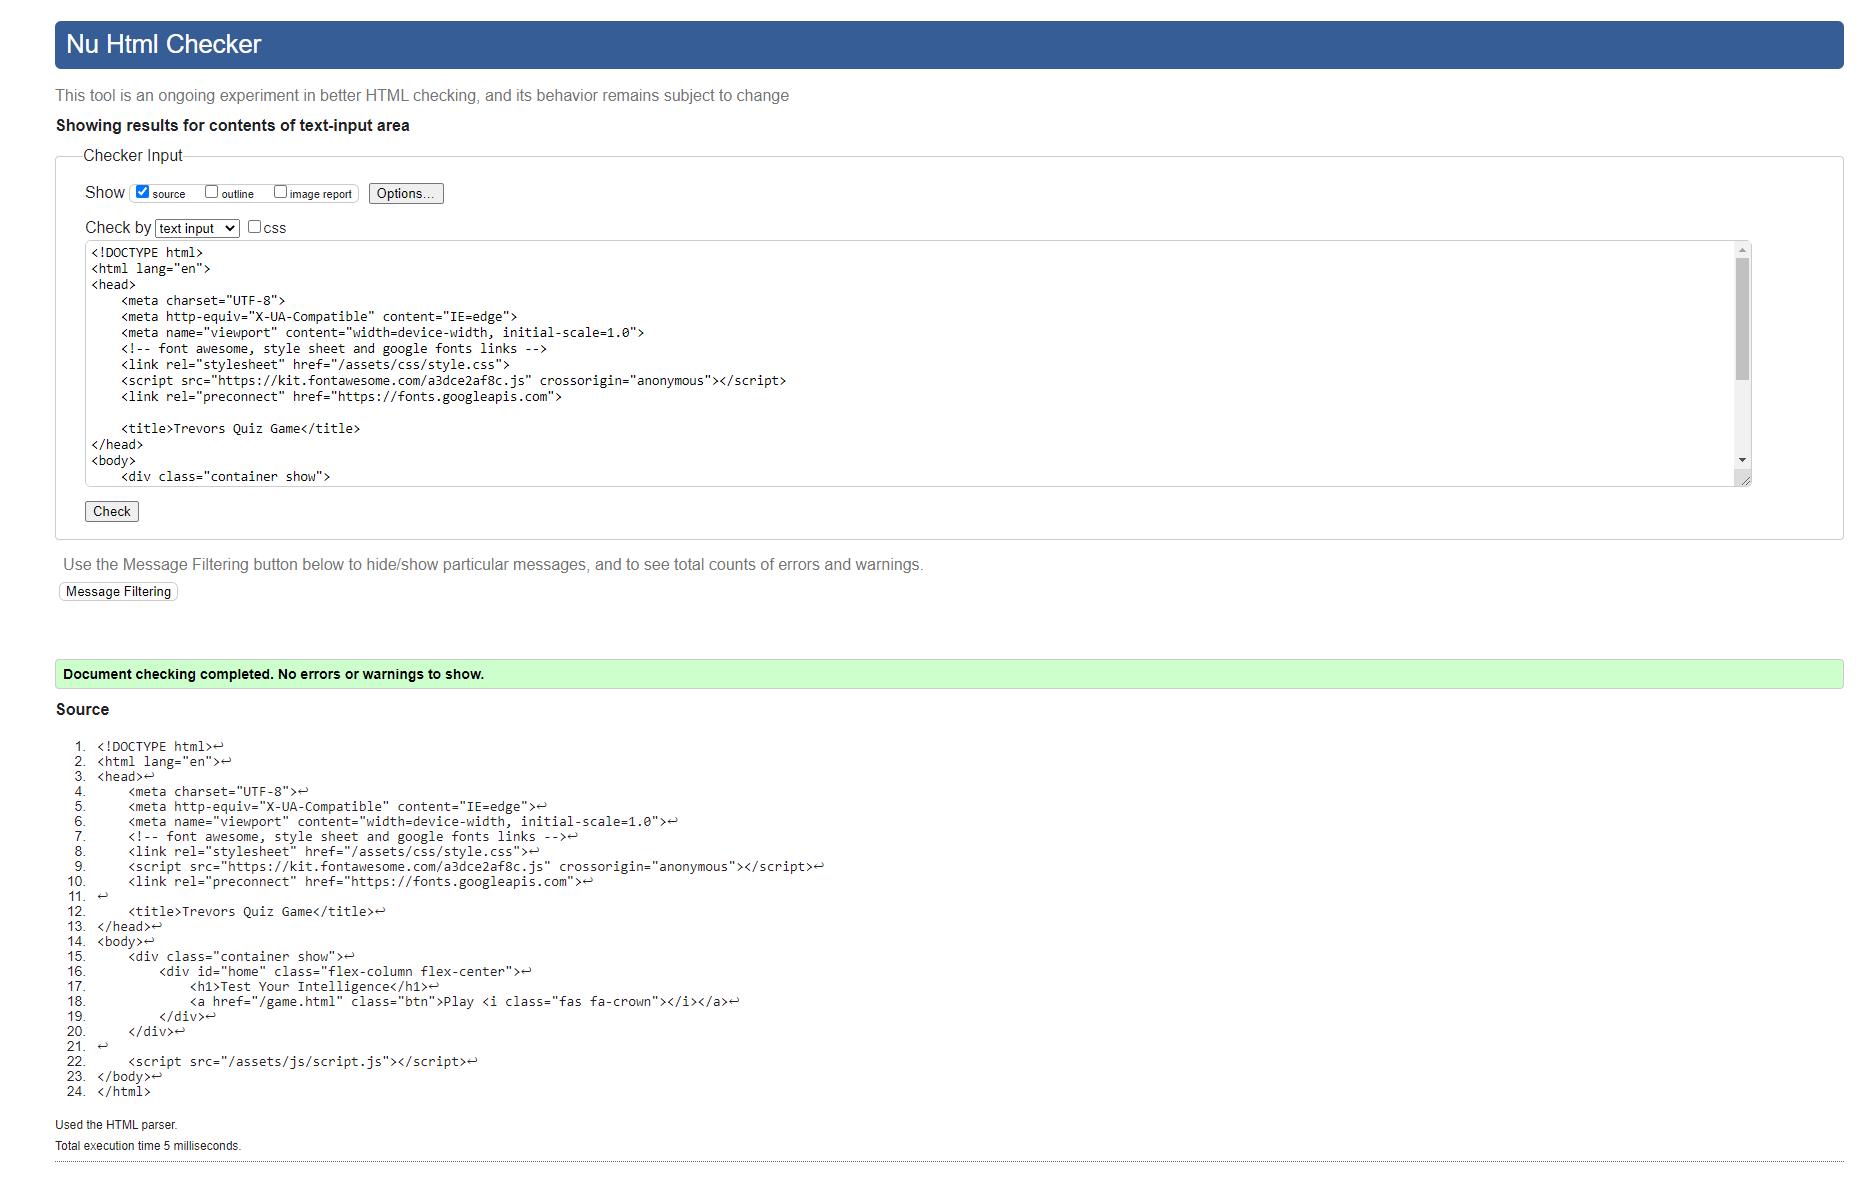 Nu Html Checker
This tool is an ongoing experiment in better HTML checking, and its behavior remains subject to change
Showing results for contents of text-input area
Checker Input
Show source outline image report Options...
Check by text input css
<!DOCTYPE html>
<html lang="en">
<head>
    <meta charset="UTF-8">
    <meta http-equiv="X-UA-Compatible" content="IE=edge">
    <meta name="viewport" content="width=device-width, initial-scale=1.0">
    <!-- font awesome, style sheet and google fonts links -->
    <link rel="stylesheet" href="/assets/css/style.css">
    <script src="https://kit.fontawesome.com/a3dce2af8c.js" crossorigin="anonymous"></script>
    <link rel="preconnect" href="https://fonts.googleapis.com">
    <title>Trevors Quiz Game</title>
</head>
<body>
    <div class="container show">
Check
Use the Message Filtering button below to hide/show particular messages, and to see total counts of errors and warnings.
Message Filtering
Document checking completed. No errors or warnings to show.
Source
1. <!DOCTYPE html>↩
2. <html lang="en">↩
3. <head>↩
4.     <meta charset="UTF-8">↩
5.     <meta http-equiv="X-UA-Compatible" content="IE=edge">↩
6.     <meta name="viewport" content="width=device-width, initial-scale=1.0">↩
7.     <!-- font awesome, style sheet and google fonts links -->↩
8.     <link rel="stylesheet" href="/assets/css/style.css">↩
9.     <script src="https://kit.fontawesome.com/a3dce2af8c.js" crossorigin="anonymous"></script>↩
10.     <link rel="preconnect" href="https://fonts.googleapis.com">↩
11. ↩
12.     <title>Trevors Quiz Game</title>↩
13. </head>↩
14. <body>↩
15.     <div class="container show">↩
16.         <div id="home" class="flex-column flex-center">↩
17.             <h1>Test Your Intelligence</h1>↩
18.             <a href="/game.html" class="btn">Play <i class="fas fa-crown"></i></a>↩
19.         </div>↩
20.     </div>↩
21. ↩
22.     <script src="/assets/js/script.js"></script>↩
23. </body>↩
24. </html>
Used the HTML parser.
Total execution time 5 milliseconds.